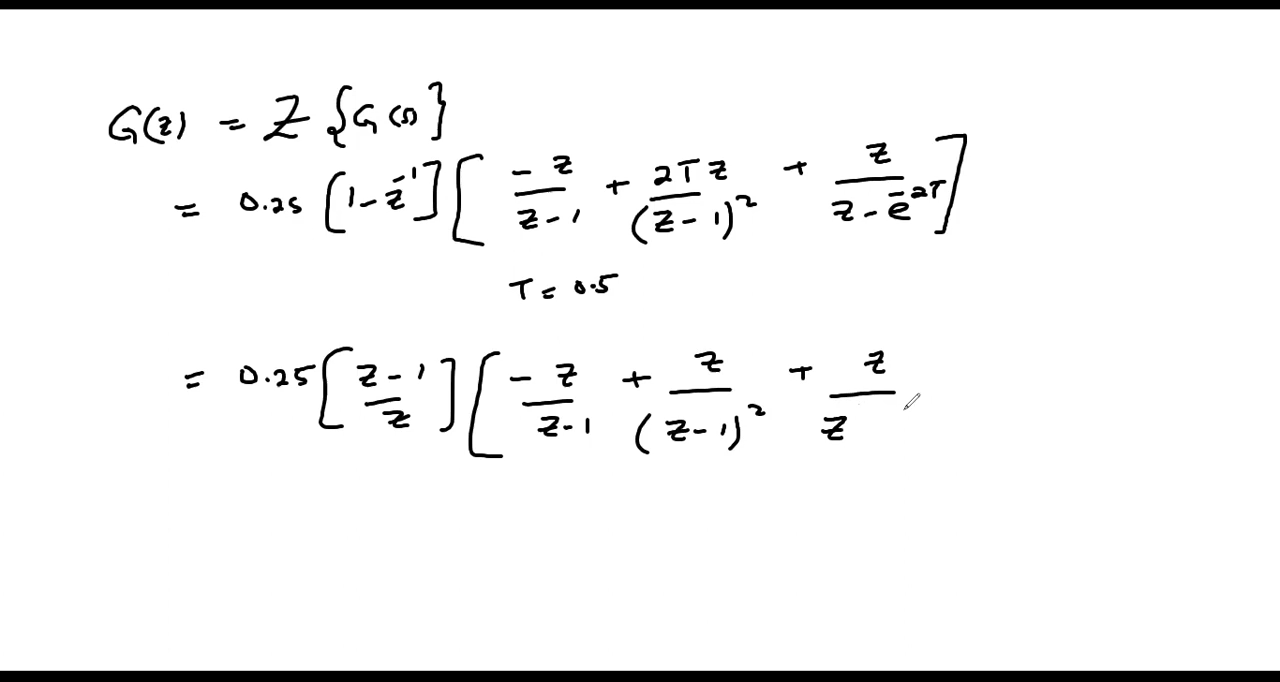 G(z) = Z {G(s)}
= 0.25 [1 - z⁻¹] [ -z/(z-1) + 2Tz/(z-1)² + z/(z - e⁻²ᵀ) ]
T = 0.5
= 0.25 [ (z-1)/z ] [ -z/(z-1) + z/(z-1)² + z/z